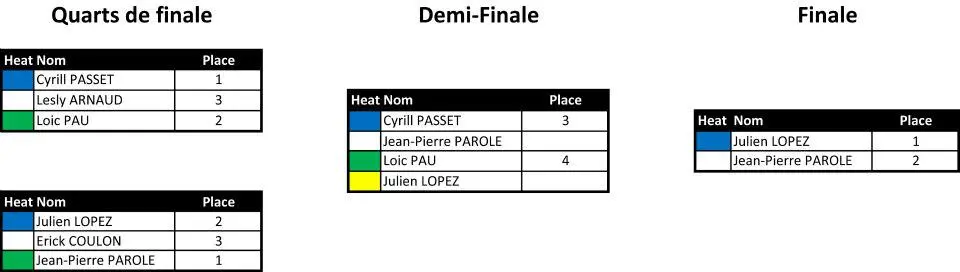 Quarts de finale
Heat Nom Place
Cyrill PASSET 1
Lesly ARNAUD 3
Loic PAU 2
Heat Nom Place
Julien LOPEZ 2
Erick COULON 3
Jean-Pierre PAROLE 1
Demi-Finale
Heat Nom Place
Cyrill PASSET 3
Jean-Pierre PAROLE
Loic PAU 4
Julien LOPEZ
Finale
Heat Nom Place
Julien LOPEZ 1
Jean-Pierre PAROLE 2